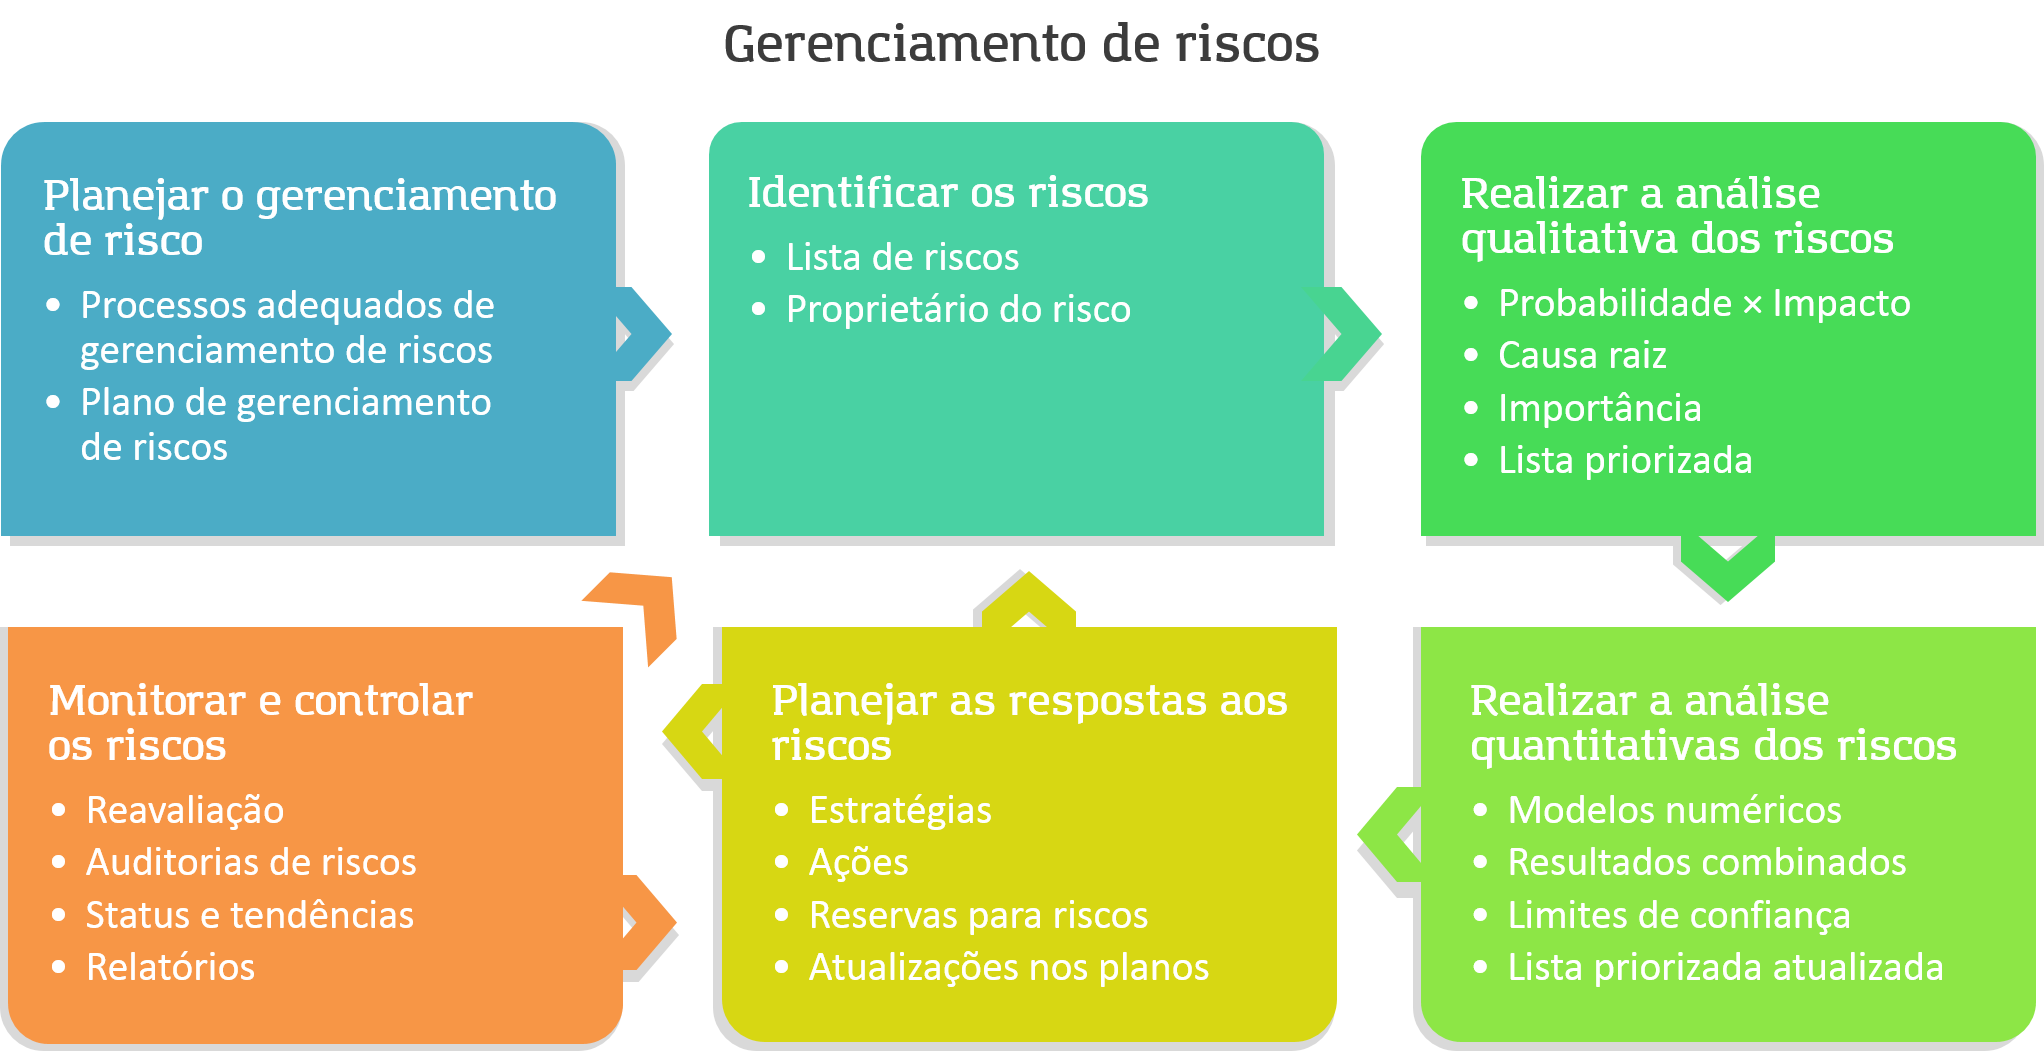 Gerenciamento de riscos
Planejar o gerenciamento
de risco
• Processos adequados de
gerenciamento de riscos
• Plano de gerenciamento
de riscos
Identificar os riscos
• Lista de riscos
• Proprietário do risco
Realizar a análise
qualitativa dos riscos
• Probabilidade × Impacto
• Causa raiz
• Importância
• Lista priorizada
Monitorar e controlar
os riscos
• Reavaliação
• Auditorias de riscos
• Status e tendências
• Relatórios
Planejar as respostas aos
riscos
• Estratégias
• Ações
• Reservas para riscos
• Atualizações nos planos
Realizar a análise
quantitativas dos riscos
• Modelos numéricos
• Resultados combinados
• Limites de confiança
• Lista priorizada atualizada